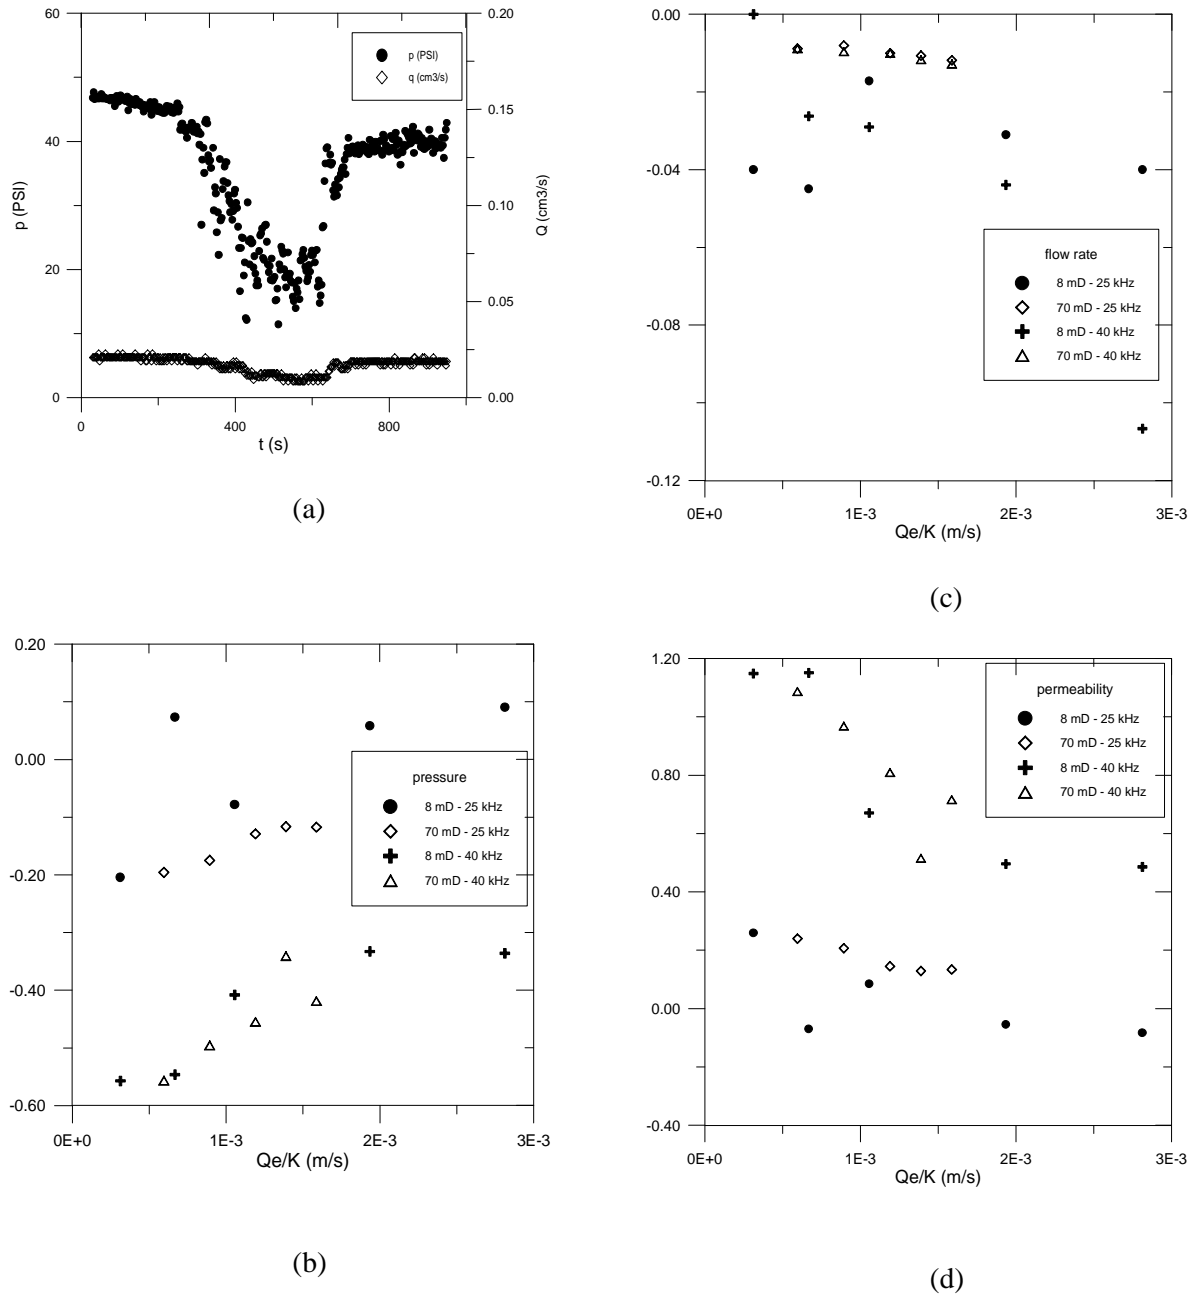 60
40
20
0
p (PSI)
0.20
0.15
0.10
0.05
0.00
Q (cm3/s)
p (PSI)
q (cm3/s)
0
400
800
t (s)
(a)
0.00
-0.04
-0.08
-0.12
flow rate
8 mD - 25 kHz
70 mD - 25 kHz
8 mD - 40 kHz
70 mD - 40 kHz
0E+0
1E-3
2E-3
3E-3
Qe/K (m/s)
(c)
0.20
0.00
-0.20
-0.40
-0.60
pressure
8 mD - 25 kHz
70 mD - 25 kHz
8 mD - 40 kHz
70 mD - 40 kHz
0E+0
1E-3
2E-3
3E-3
Qe/K (m/s)
(b)
1.20
0.80
0.40
0.00
-0.40
permeability
8 mD - 25 kHz
70 mD - 25 kHz
8 mD - 40 kHz
70 mD - 40 kHz
0E+0
1E-3
2E-3
3E-3
Qe/K (m/s)
(d)